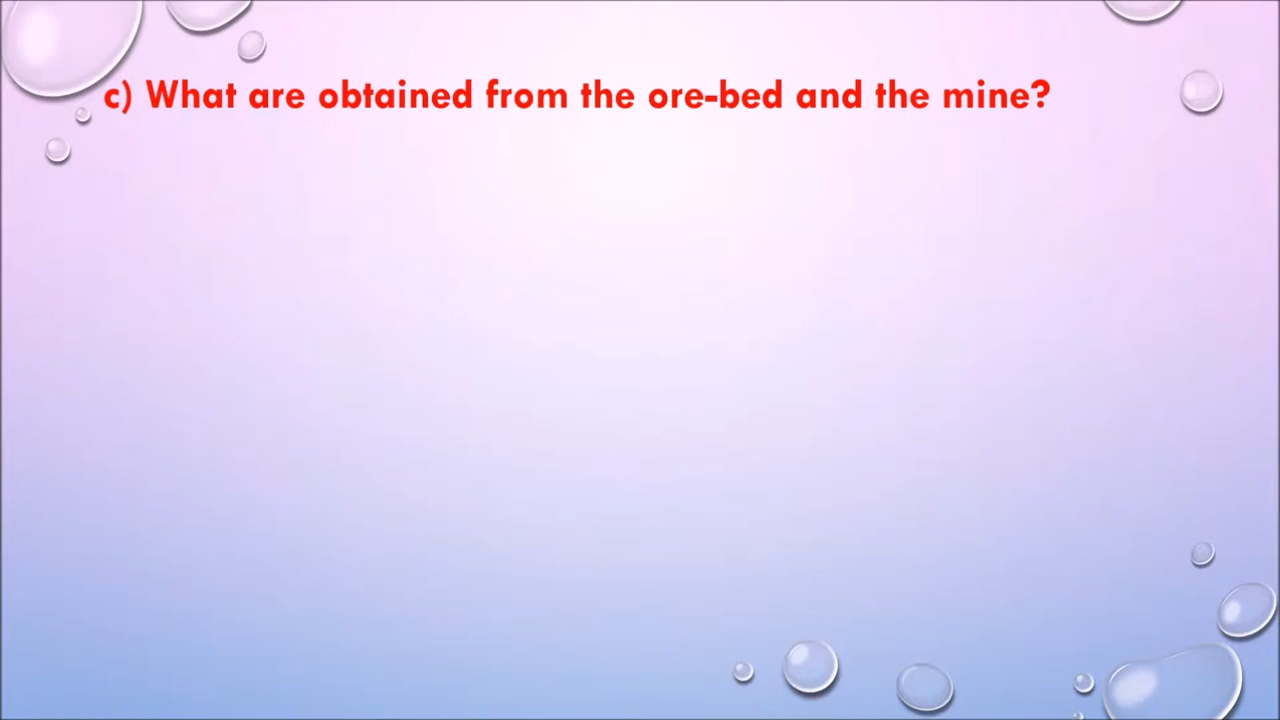 c) What are obtained from the ore-bed and the mine?